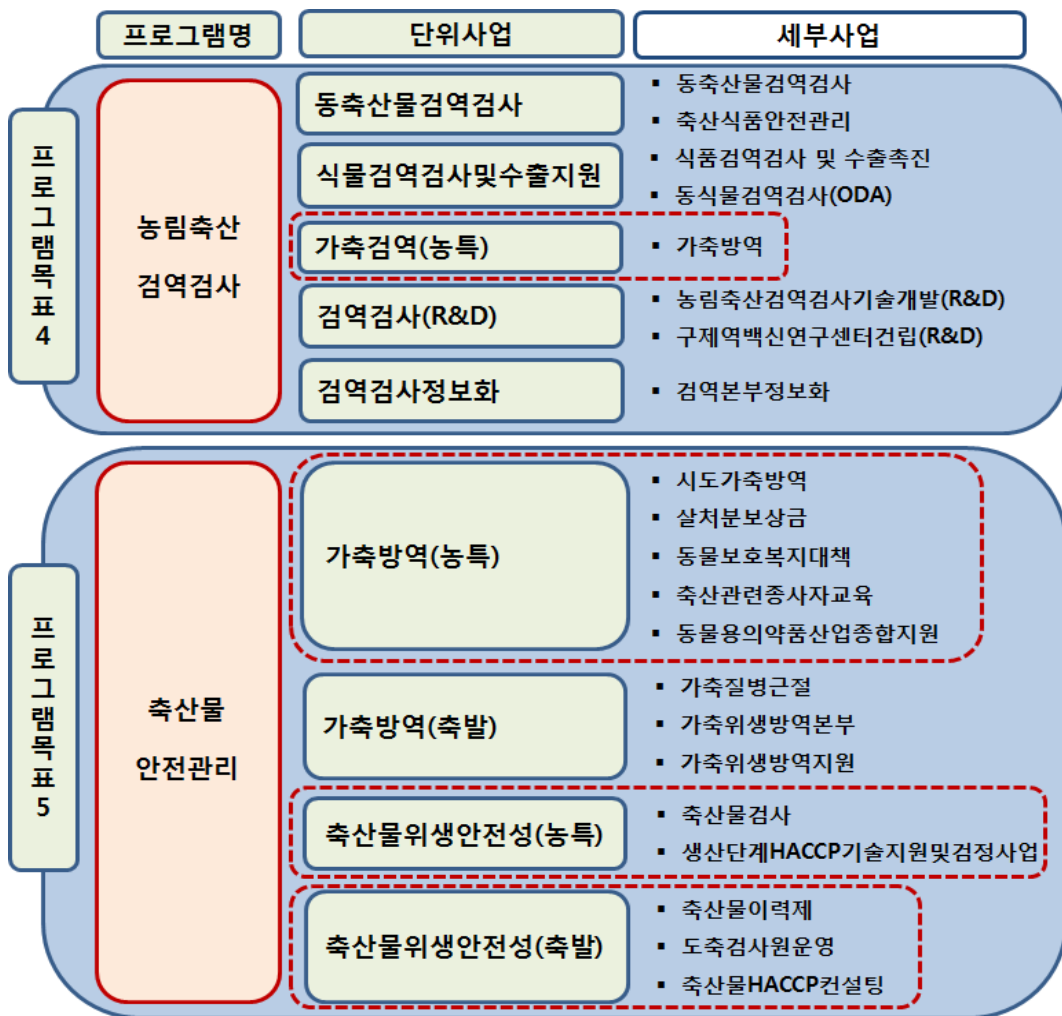 프로그램명
단위사업
세부사업
프로그램목표4
농림축산
검역검사
동축산물검역검사
▪ 동축산물검역검사
▪ 축산식품안전관리
식물검역검사및수출지원
▪ 식품검역검사 및 수출촉진
▪ 동식물검역검사(ODA)
가축검역(농특)
▪ 가축방역
검역검사(R&D)
▪ 농림축산검역검사기술개발(R&D)
▪ 구제역백신연구센터건립(R&D)
검역검사정보화
▪ 검역본부정보화
프로그램목표5
축산물
안전관리
가축방역(농특)
▪ 시도가축방역
▪ 살처분보상금
▪ 동물보호복지대책
▪ 축산관련종사자교육
▪ 동물용의약품산업종합지원
가축방역(축발)
▪ 가축질병근절
▪ 가축위생방역본부
▪ 가축위생방역지원
축산물위생안전성(농특)
▪ 축산물검사
▪ 생산단계HACCP기술지원및검정사업
축산물위생안전성(축발)
▪ 축산물이력제
▪ 도축검사원운영
▪ 축산물HACCP컨설팅